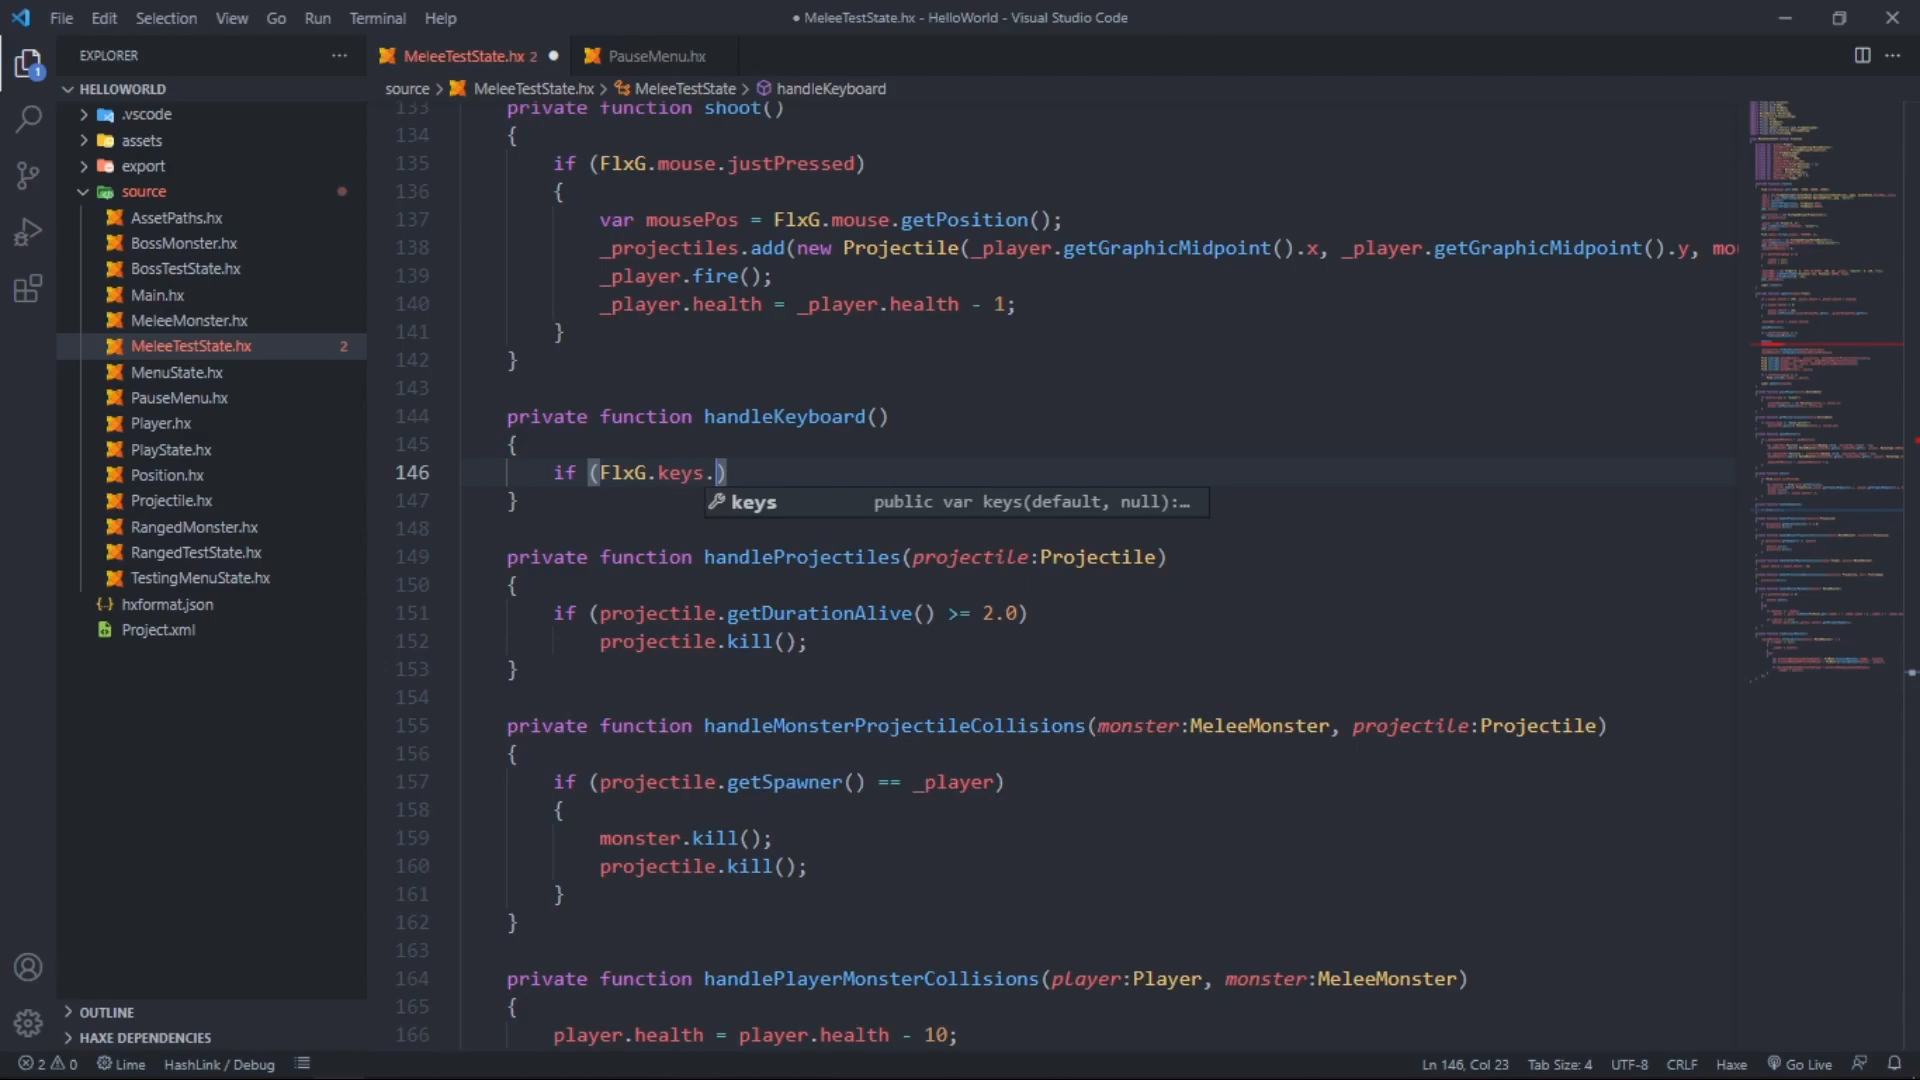 File Edit Selection View Go Run Terminal Help
● MeleeTestState.hx - HelloWorld - Visual Studio Code
EXPLORER
MeleeTestState.hx 2
PauseMenu.hx
1
HELLOWORLD
source > MeleeTestState.hx > MeleeTestState > handleKeyboard
.vscode
assets
export
source
AssetPaths.hx
BossMonster.hx
BossTestState.hx
Main.hx
MeleeMonster.hx
MeleeTestState.hx 2
MenuState.hx
PauseMenu.hx
Player.hx
PlayState.hx
Position.hx
Projectile.hx
RangedMonster.hx
RangedTestState.hx
TestingMenuState.hx
hxformat.json
Project.xml
OUTLINE
HAXE DEPENDENCIES
133 private function shoot()
134 {
135 if (FlxG.mouse.justPressed)
136 {
137 var mousePos = FlxG.mouse.getPosition();
138 _projectiles.add(new Projectile(_player.getGraphicMidpoint().x, _player.getGraphicMidpoint().y, mo
139 _player.fire();
140 _player.health = _player.health - 1;
141 }
142 }
143
144 private function handleKeyboard()
145 {
146 if (FlxG.keys.)
keys public var keys(default, null):…
147 }
148
149 private function handleProjectiles(projectile:Projectile)
150 {
151 if (projectile.getDurationAlive() >= 2.0)
152 projectile.kill();
153 }
154
155 private function handleMonsterProjectileCollisions(monster:MeleeMonster, projectile:Projectile)
156 {
157 if (projectile.getSpawner() == _player)
158 {
159 monster.kill();
160 projectile.kill();
161 }
162 }
163
164 private function handlePlayerMonsterCollisions(player:Player, monster:MeleeMonster)
165 {
166 player.health = player.health - 10;
2 0 Lime HashLink / Debug
Ln 146, Col 23 Tab Size: 4 UTF-8 CRLF Haxe Go Live